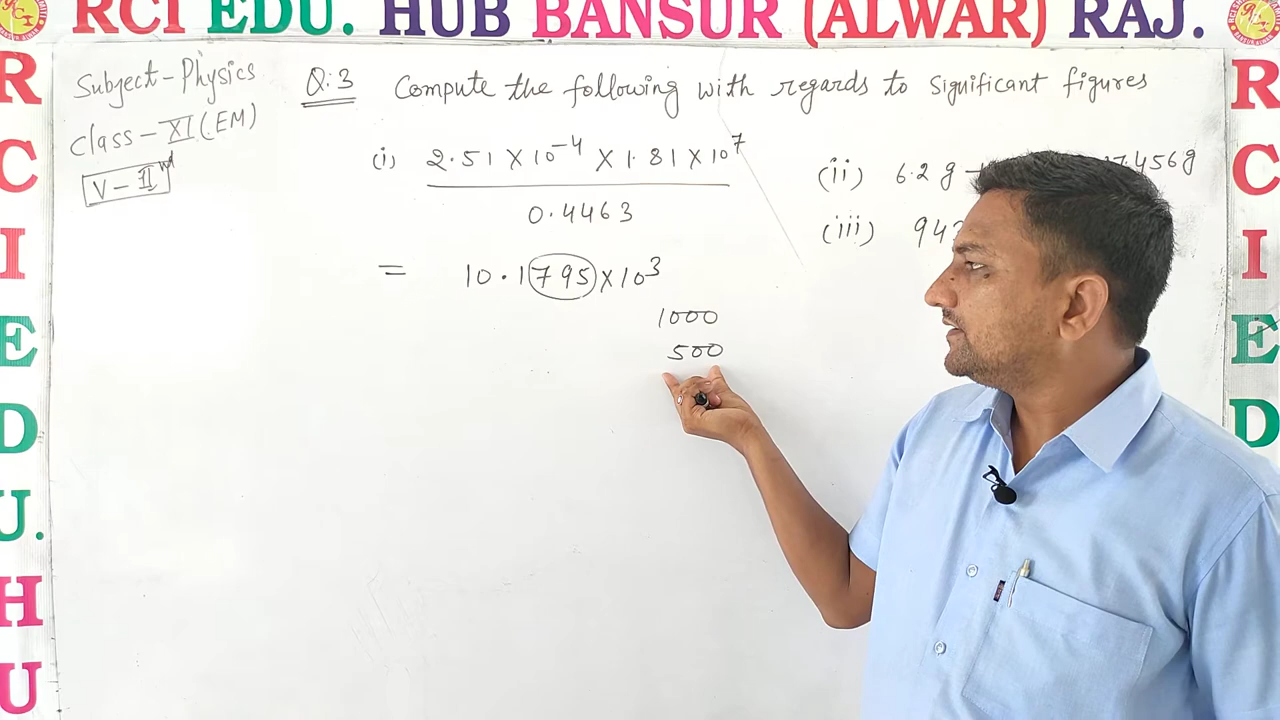 RCI EDU. HUB BANSUR (ALWAR) RAJ.
R C I E D U. H U
Subject - Physics
Class - XI (EM)
V - II
Q.3 Compute the following with regards to significant figures
(i) 2.51 X 10⁻⁴ X 1.81 X 10⁷
0.4463
= 10.1795 X 10³
1000
500
(ii) 6.2 g
(iii)
R C I E D